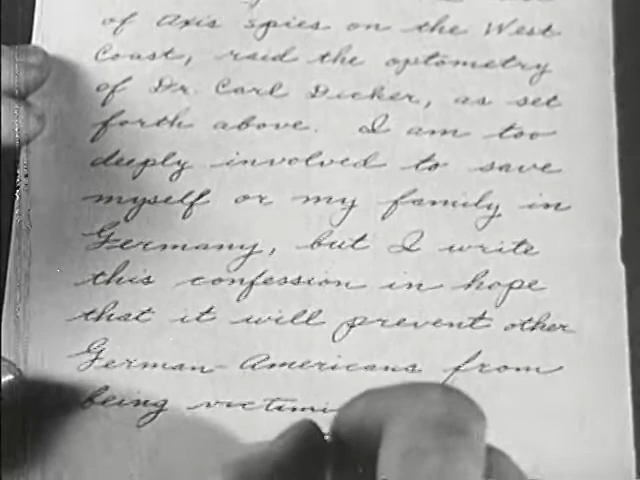 of Axis spies on the West
Coast, raid the optometry
of Dr. Carl Dicker, as set
forth above. I am too
deeply involved to save
myself or my family in
Germany, but I write
this confession in hope
that it will prevent other
German-Americans from
being victimi